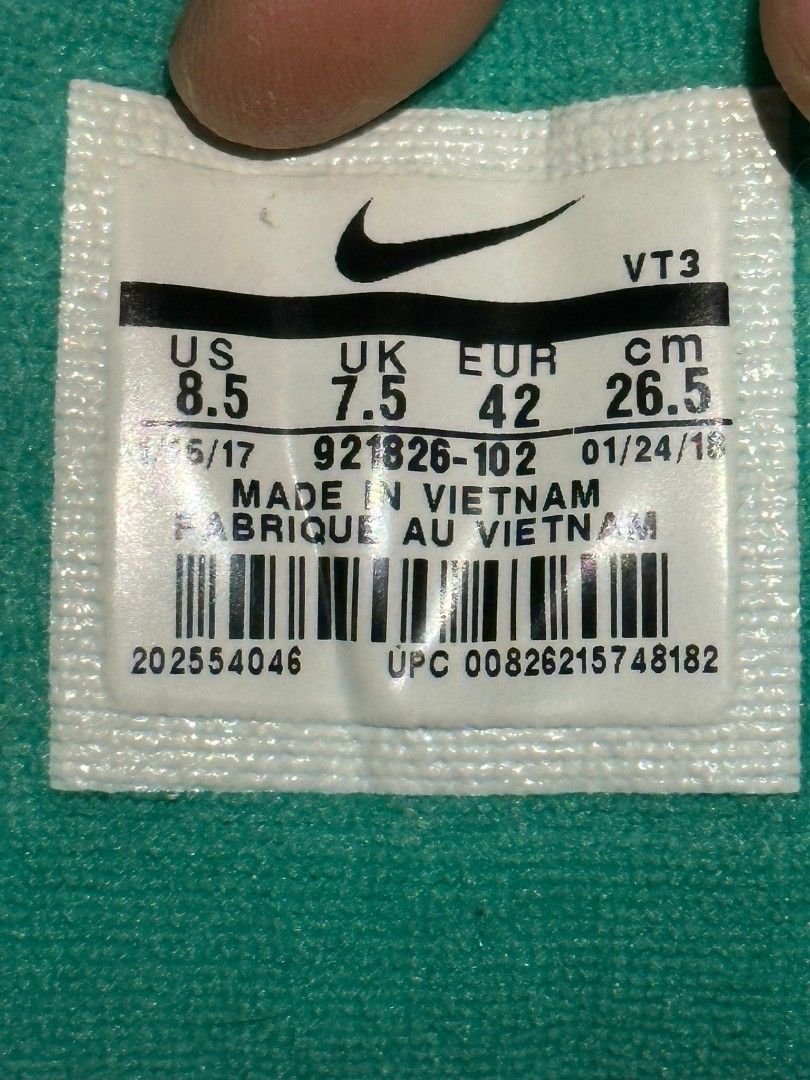 VT3
US UK EUR cm
8.5 7.5 42 26.5
921826-102 01/24/18
MADE IN VIETNAM
FABRIQUE AU VIETNAM
202554046 UPC 00826215748182